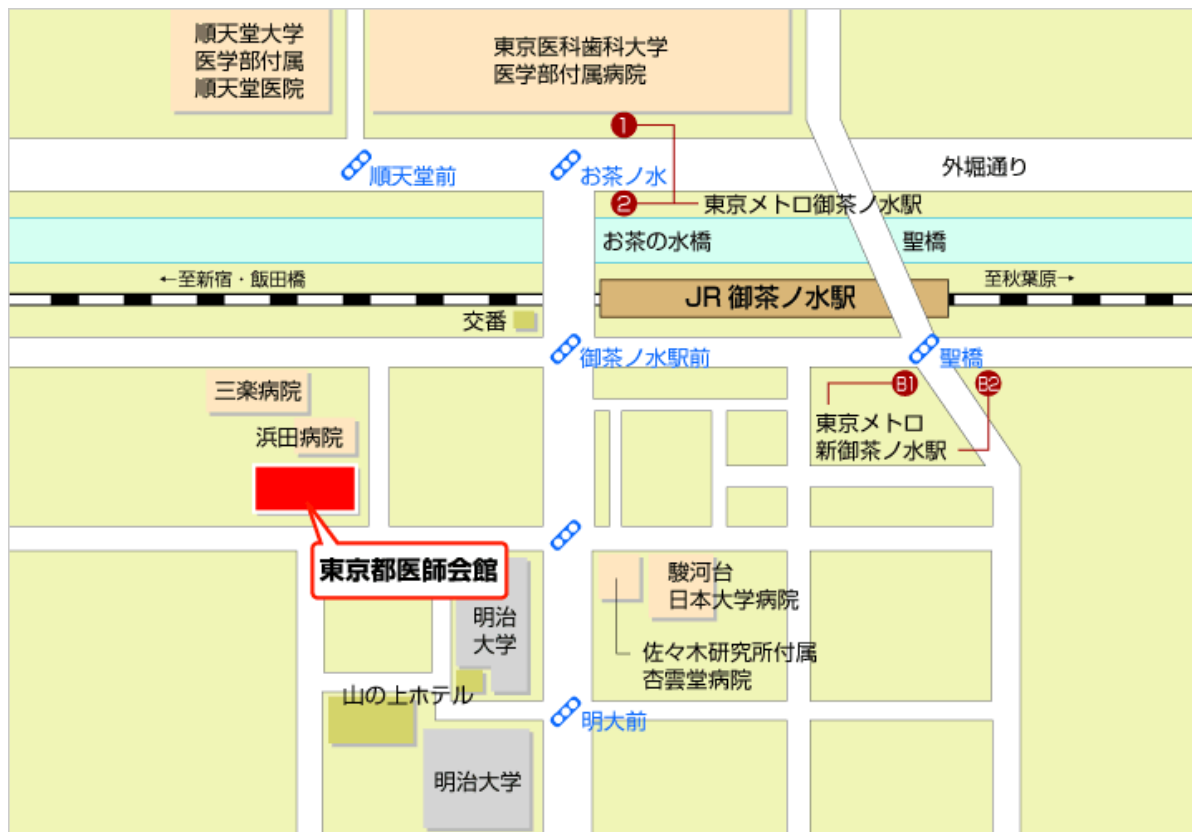 順天堂大学
医学部付属
順天堂医院
東京医科歯科大学
医学部付属病院
1
順天堂前
お茶ノ水
外堀通り
2
東京メトロ御茶ノ水駅
お茶の水橋
聖橋
←至新宿・飯田橋
至秋葉原→
JR 御茶ノ水駅
交番
御茶ノ水駅前
聖橋
三楽病院
B1
B2
浜田病院
東京メトロ
新御茶ノ水駅
東京都医師会館
駿河台
日本大学病院
明治
大学
佐々木研究所付属
杏雲堂病院
山の上ホテル
明大前
明治大学